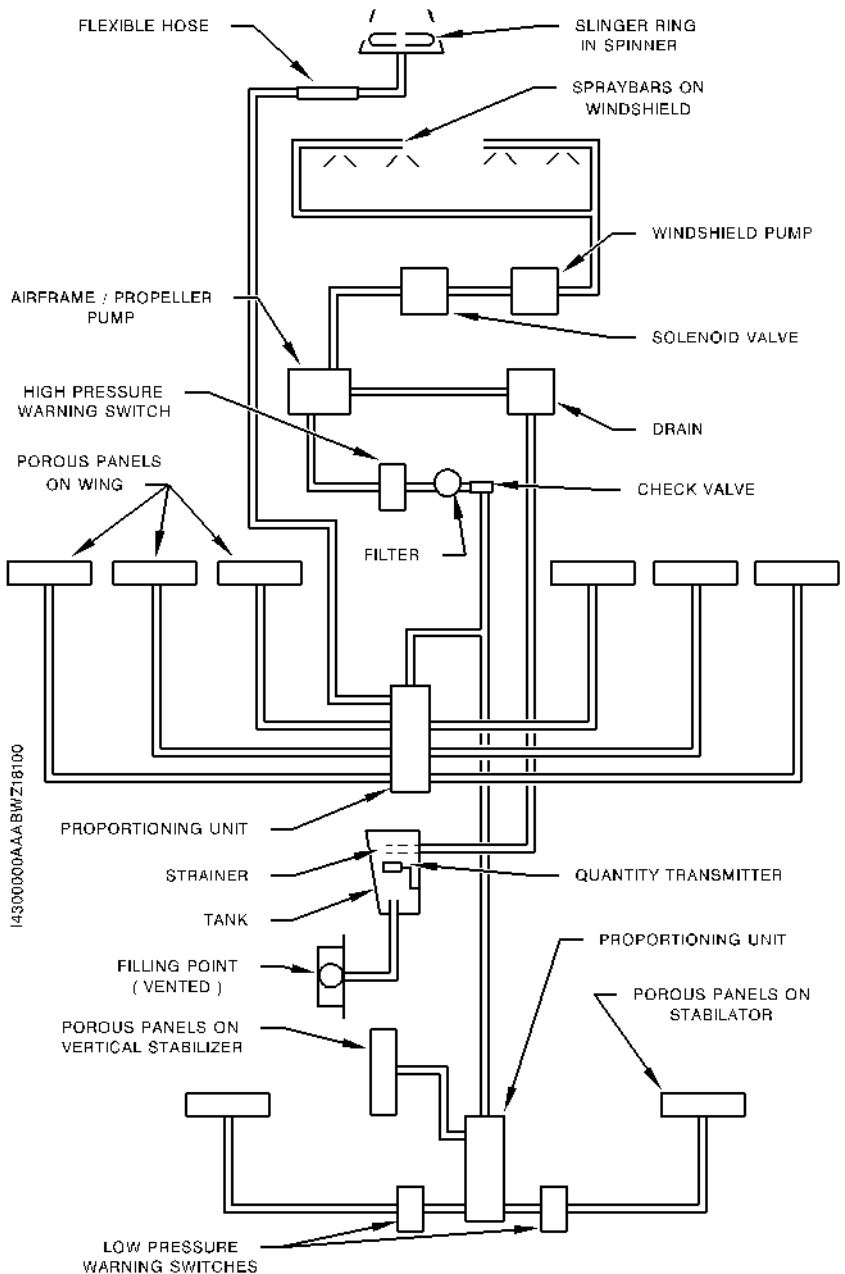 FLEXIBLE HOSE
SLINGER RING
IN SPINNER
SPRAYBARS ON
WINDSHIELD
WINDSHIELD PUMP
AIRFRAME / PROPELLER
PUMP
SOLENOID VALVE
HIGH PRESSURE
WARNING SWITCH
DRAIN
POROUS PANELS
ON WING
CHECK VALVE
FILTER
PROPORTIONING UNIT
STRAINER
QUANTITY TRANSMITTER
TANK
PROPORTIONING UNIT
FILLING POINT
( VENTED )
POROUS PANELS ON
STABILATOR
POROUS PANELS ON
VERTICAL STABILIZER
LOW PRESSURE
WARNING SWITCHES
I4300800AAABWZ18100